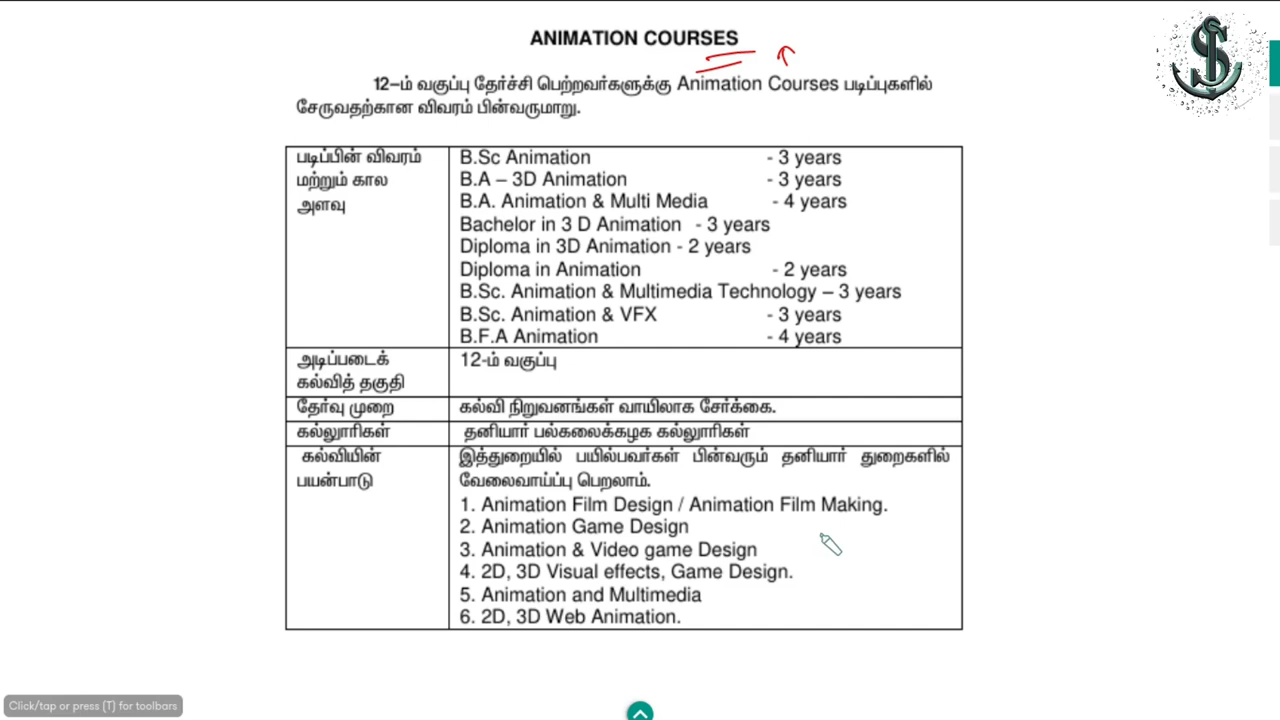 ANIMATION COURSES
12–ம் வகுப்பு தேர்ச்சி பெற்றவர்களுக்கு Animation Courses படிப்புகளில்
சேருவதற்கான விவரம் பின்வருமாறு.
படிப்பின் விவரம்
மற்றும் கால
அளவு
B.Sc Animation - 3 years
B.A – 3D Animation - 3 years
B.A. Animation & Multi Media - 4 years
Bachelor in 3 D Animation - 3 years
Diploma in 3D Animation - 2 years
Diploma in Animation - 2 years
B.Sc. Animation & Multimedia Technology – 3 years
B.Sc. Animation & VFX - 3 years
B.F.A Animation - 4 years
அடிப்படைக்
கல்வித் தகுதி
12-ம் வகுப்பு
தேர்வு முறை
கல்வி நிறுவனங்கள் வாயிலாக சேர்க்கை.
கல்லூரிகள்
தனியார் பல்கலைக்கழக கல்லூரிகள்
கல்வியின்
பயன்பாடு
இத்துறையில் பயில்பவர்கள் பின்வரும் தனியார் துறைகளில்
வேலைவாய்ப்பு பெறலாம்.
1. Animation Film Design / Animation Film Making.
2. Animation Game Design
3. Animation & Video game Design
4. 2D, 3D Visual effects, Game Design.
5. Animation and Multimedia
6. 2D, 3D Web Animation.
Click/tap or press (T) for toolbars